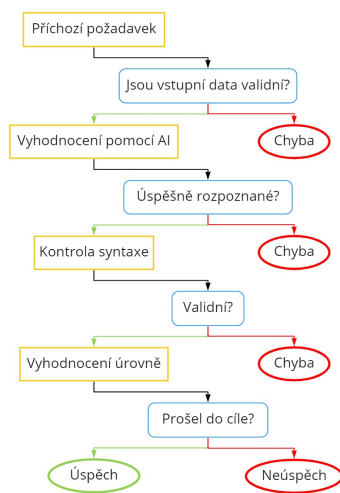 Příchozí požadavek
Jsou vstupní data validní?
Vyhodnocení pomocí AI
Chyba
Úspěšně rozpoznané?
Kontrola syntaxe
Chyba
Validní?
Vyhodnocení úrovně
Chyba
Prošel do cíle?
Úspěch
Neúspěch